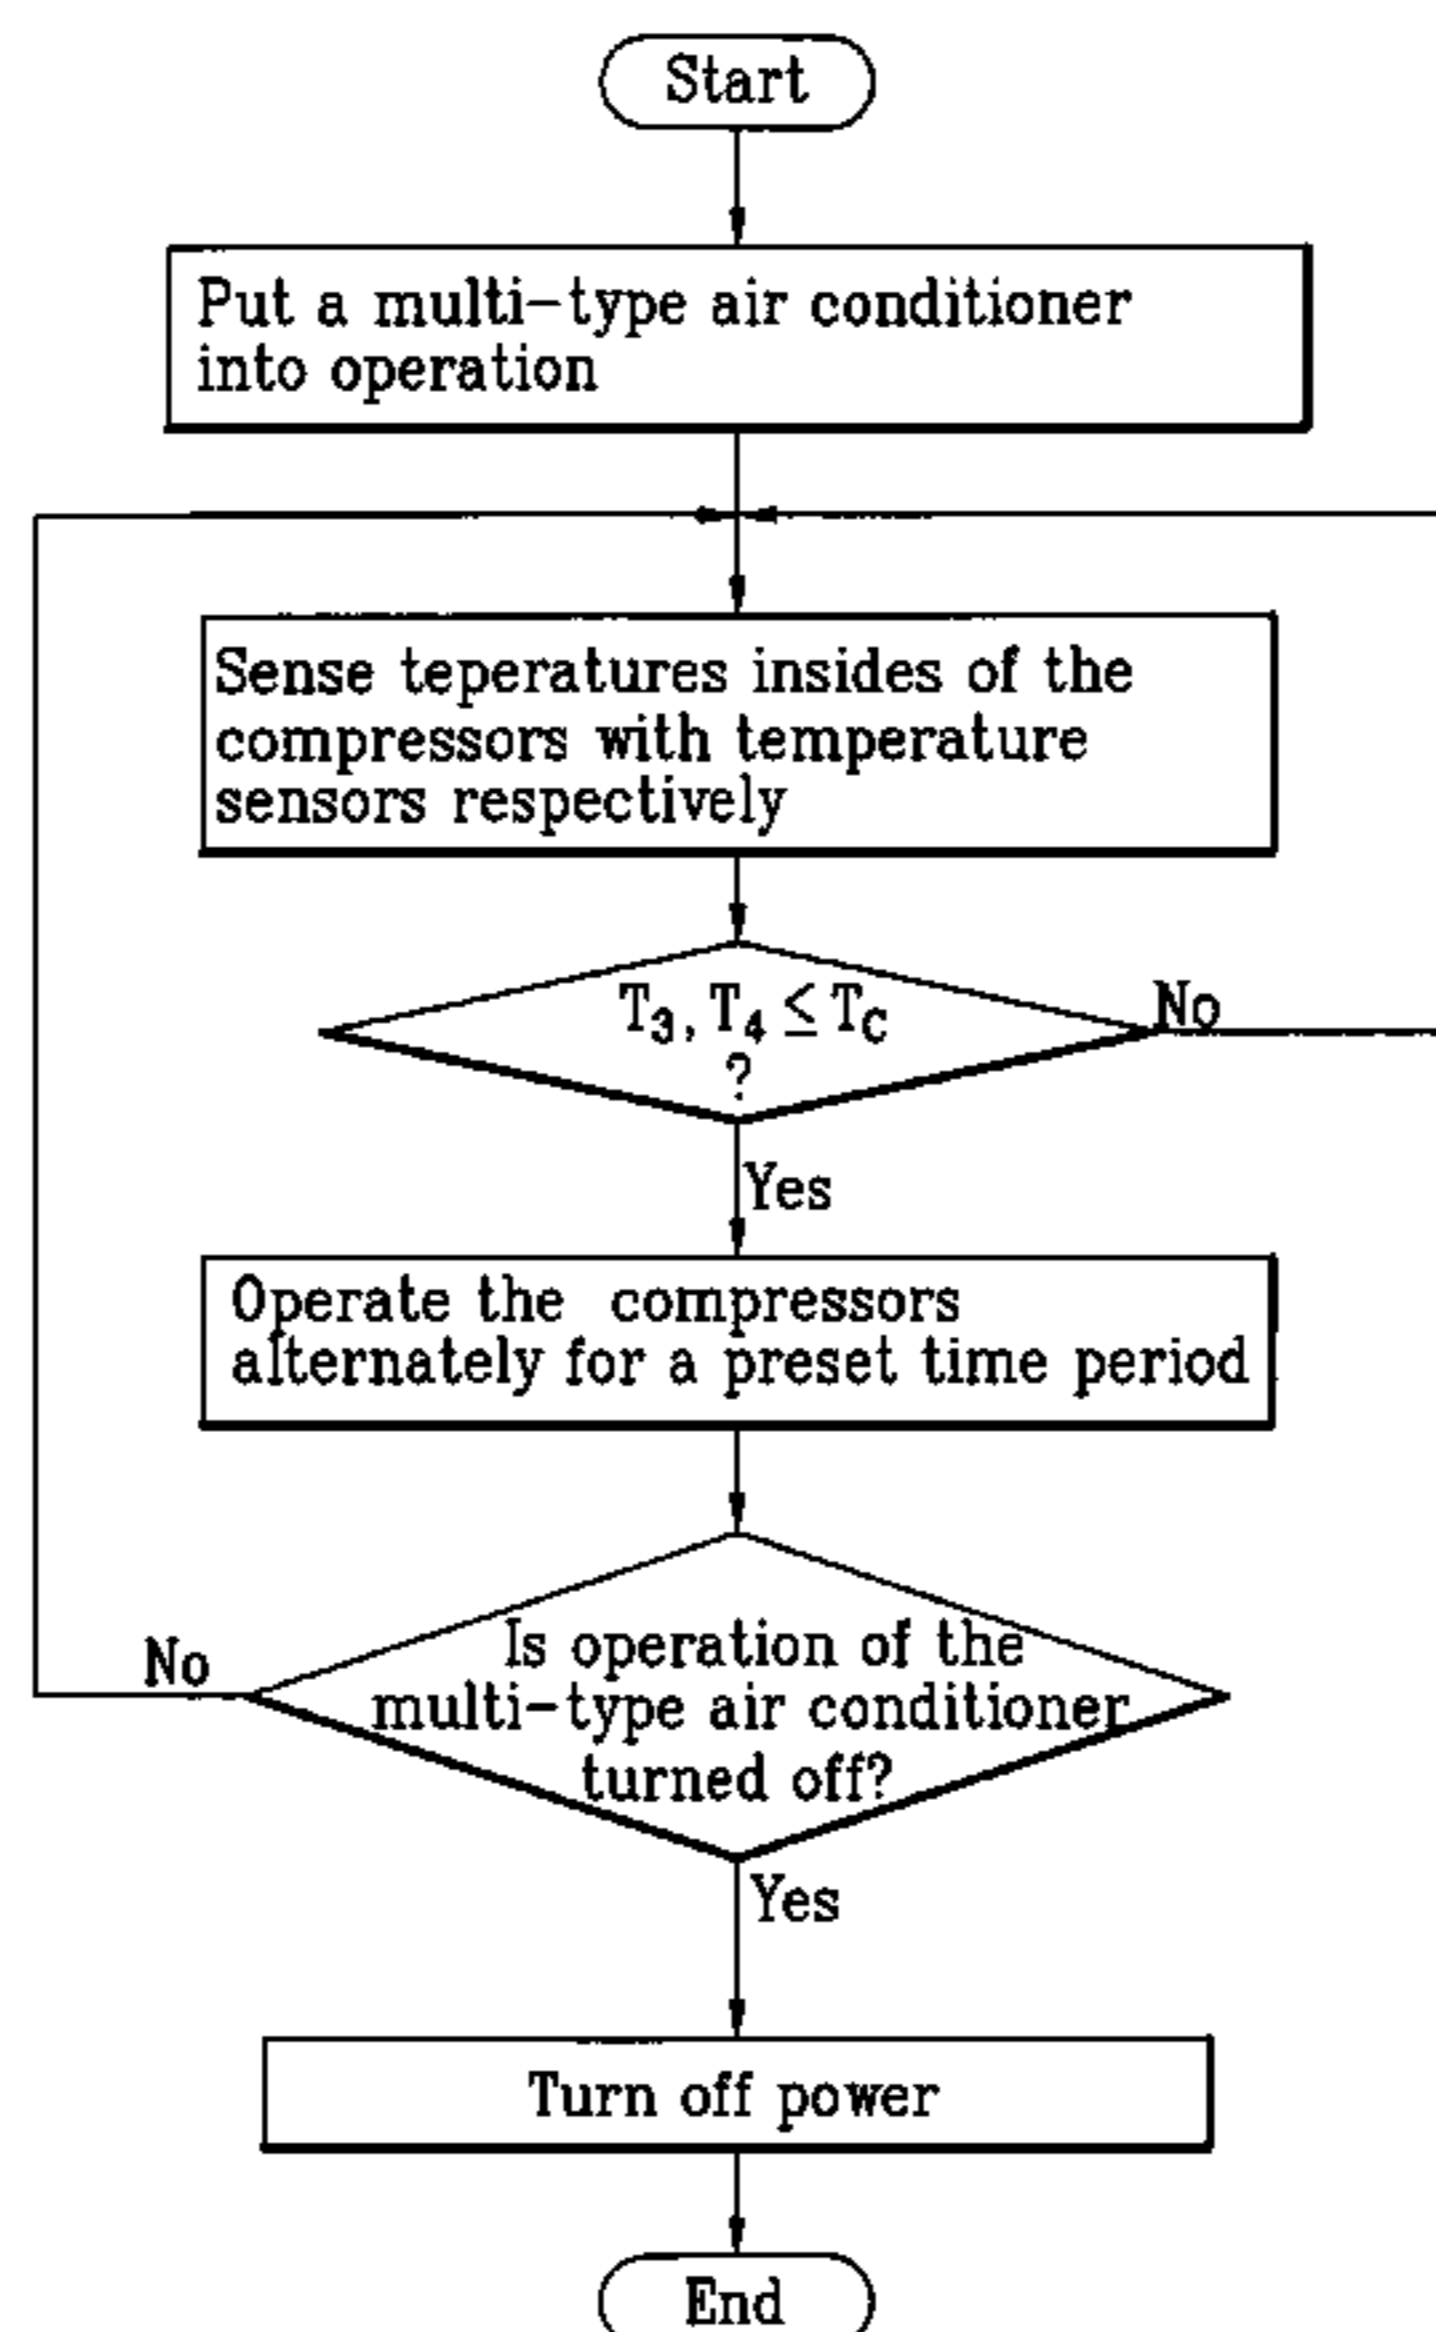 Start
Put a multi-type air conditioner
into operation
Sense teperatures insides of the
compressors with temperature
sensors respectively
T₃, T₄ ≤ T_C
?
No
Yes
Operate the compressors
alternately for a preset time period
Is operation of the
multi-type air conditioner
turned off?
No
Yes
Turn off power
End